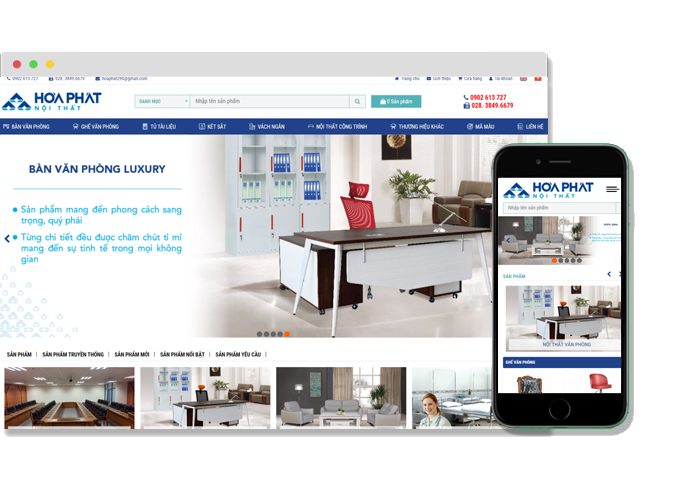 0902 613 727
028. 3849.6679
hoaphat299@gmail.com
Trang chủ
Giới thiệu
Cửa hàng
Tài khoản
HOA PHAT
NỘI THẤT
DANH MỤC
Nhập tên sản phẩm
0 Sản phẩm
0902 613 727
028. 3849.6679
BÀN VĂN PHÒNG
GHẾ VĂN PHÒNG
TỦ TÀI LIỆU
KÉT SẮT
VÁCH NGĂN
NỘI THẤT CÔNG TRÌNH
THƯƠNG HIỆU KHÁC
MÃ MÀU
LIÊN HỆ
BÀN VĂN PHÒNG LUXURY
Sản phẩm mang đến phong cách sang
trọng, quý phái
Từng chi tiết đều được chăm chút tỉ mỉ
mang đến sự tinh tế trong mọi không
gian
SẢN PHẨM | SẢN PHẨM TRUYỀN THỐNG | SẢN PHẨM MỚI | SẢN PHẨM NỔI BẬT | SẢN PHẨM YÊU CẦU |
HOA PHAT
NỘI THẤT
Nhập tên sản phẩm
SẢN PHẨM
NỘI THẤT VĂN PHÒNG
GHẾ VĂN PHÒNG